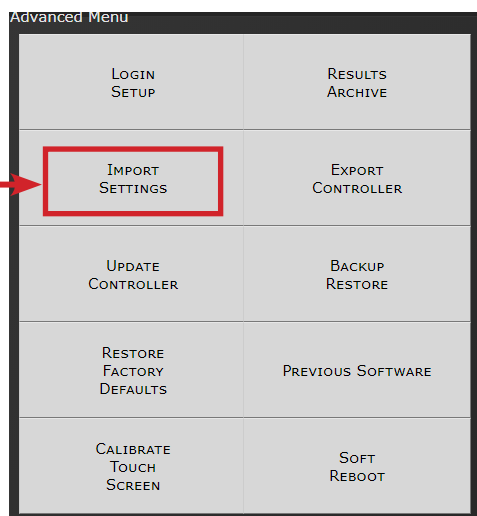 Advanced Menu
Login
Setup
Results
Archive
Import
Settings
Export
Controller
Update
Controller
Backup
Restore
Restore
Factory
Defaults
Previous Software
Calibrate
Touch
Screen
Soft
Reboot